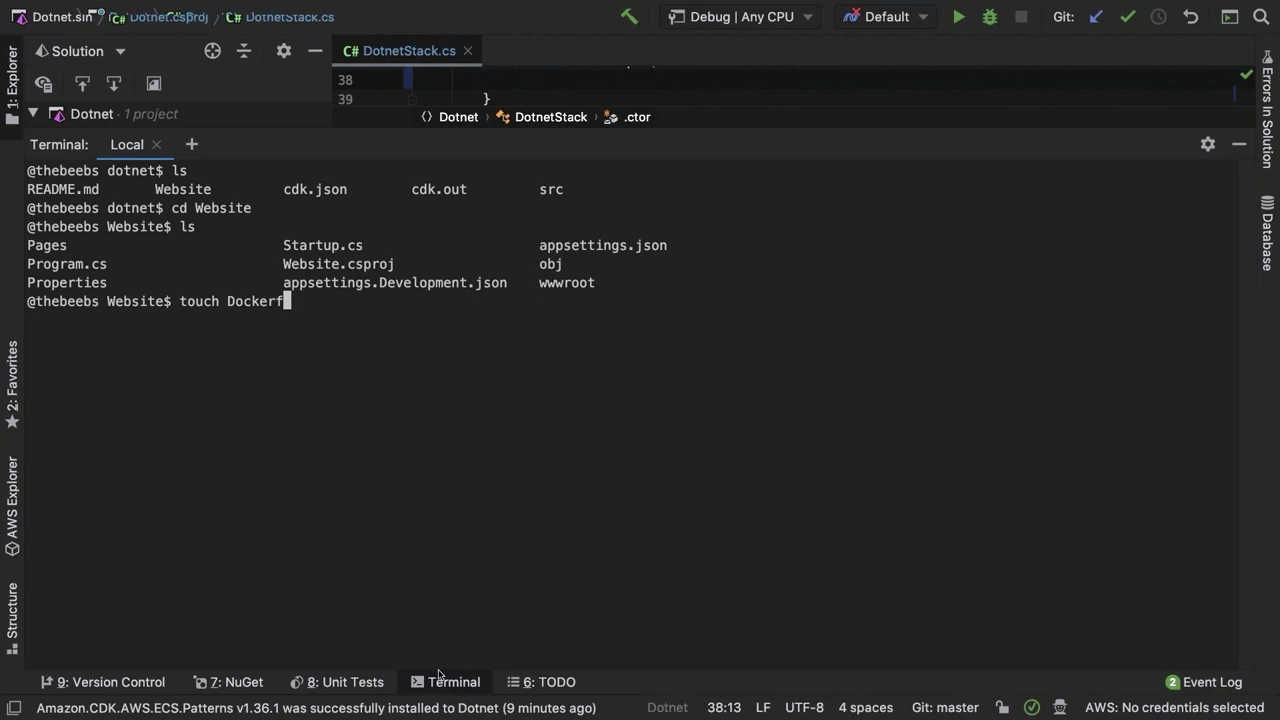 Dotnet.sln Dotnet.csproj DotnetStack.cs Debug | Any CPU Default Git:
1: Explorer
Solution
C# DotnetStack.cs
38
39 }
Dotnet · 1 project
Dotnet DotnetStack .ctor
Terminal: Local
@thebeebs dotnet$ ls
README.md Website cdk.json cdk.out src
@thebeebs dotnet$ cd Website
@thebeebs Website$ ls
Pages Startup.cs appsettings.json
Program.cs Website.csproj obj
Properties appsettings.Development.json wwwroot
@thebeebs Website$ touch Dockerf
2: Favorites
AWS Explorer
Structure
Errors In Solution
Database
9: Version Control 7: NuGet 8: Unit Tests Terminal 6: TODO 2 Event Log
Amazon.CDK.AWS.ECS.Patterns v1.36.1 was successfully installed to Dotnet (9 minutes ago) Dotnet 38:13 LF UTF-8 4 spaces Git: master AWS: No credentials selected